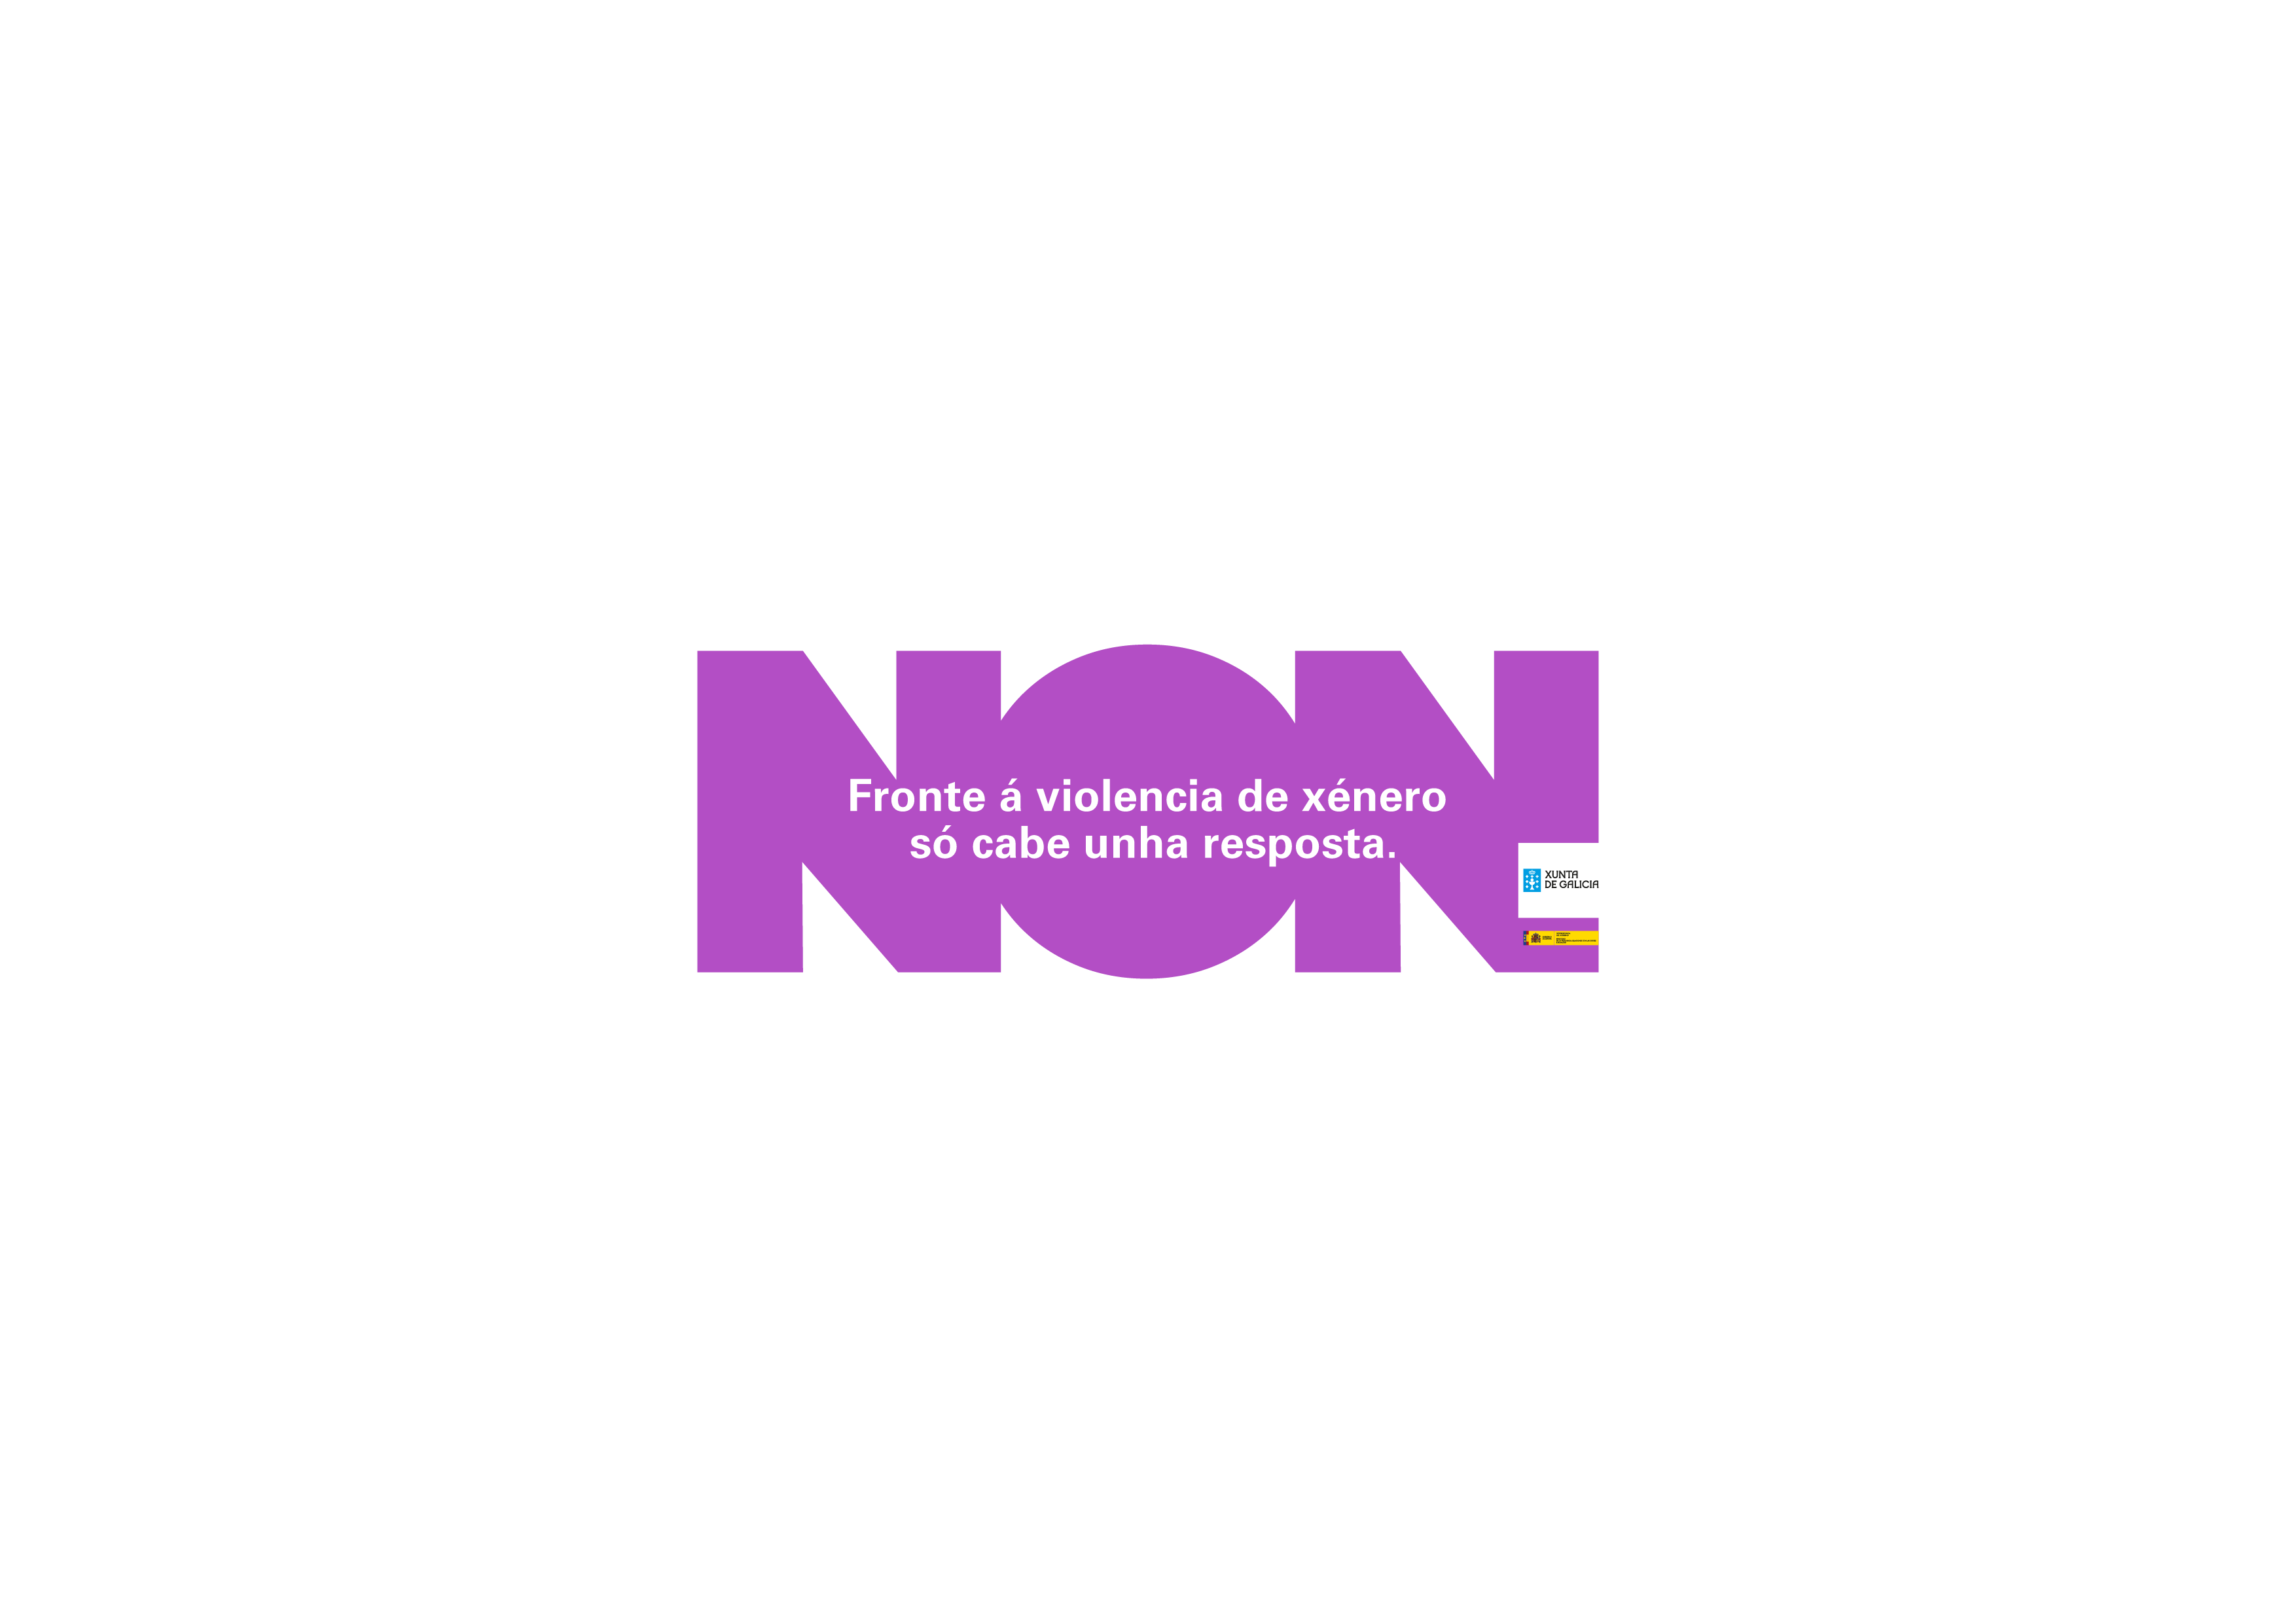 NON
Fronte á violencia de xénero
só cabe unha resposta.
XUNTA
DE GALICIA